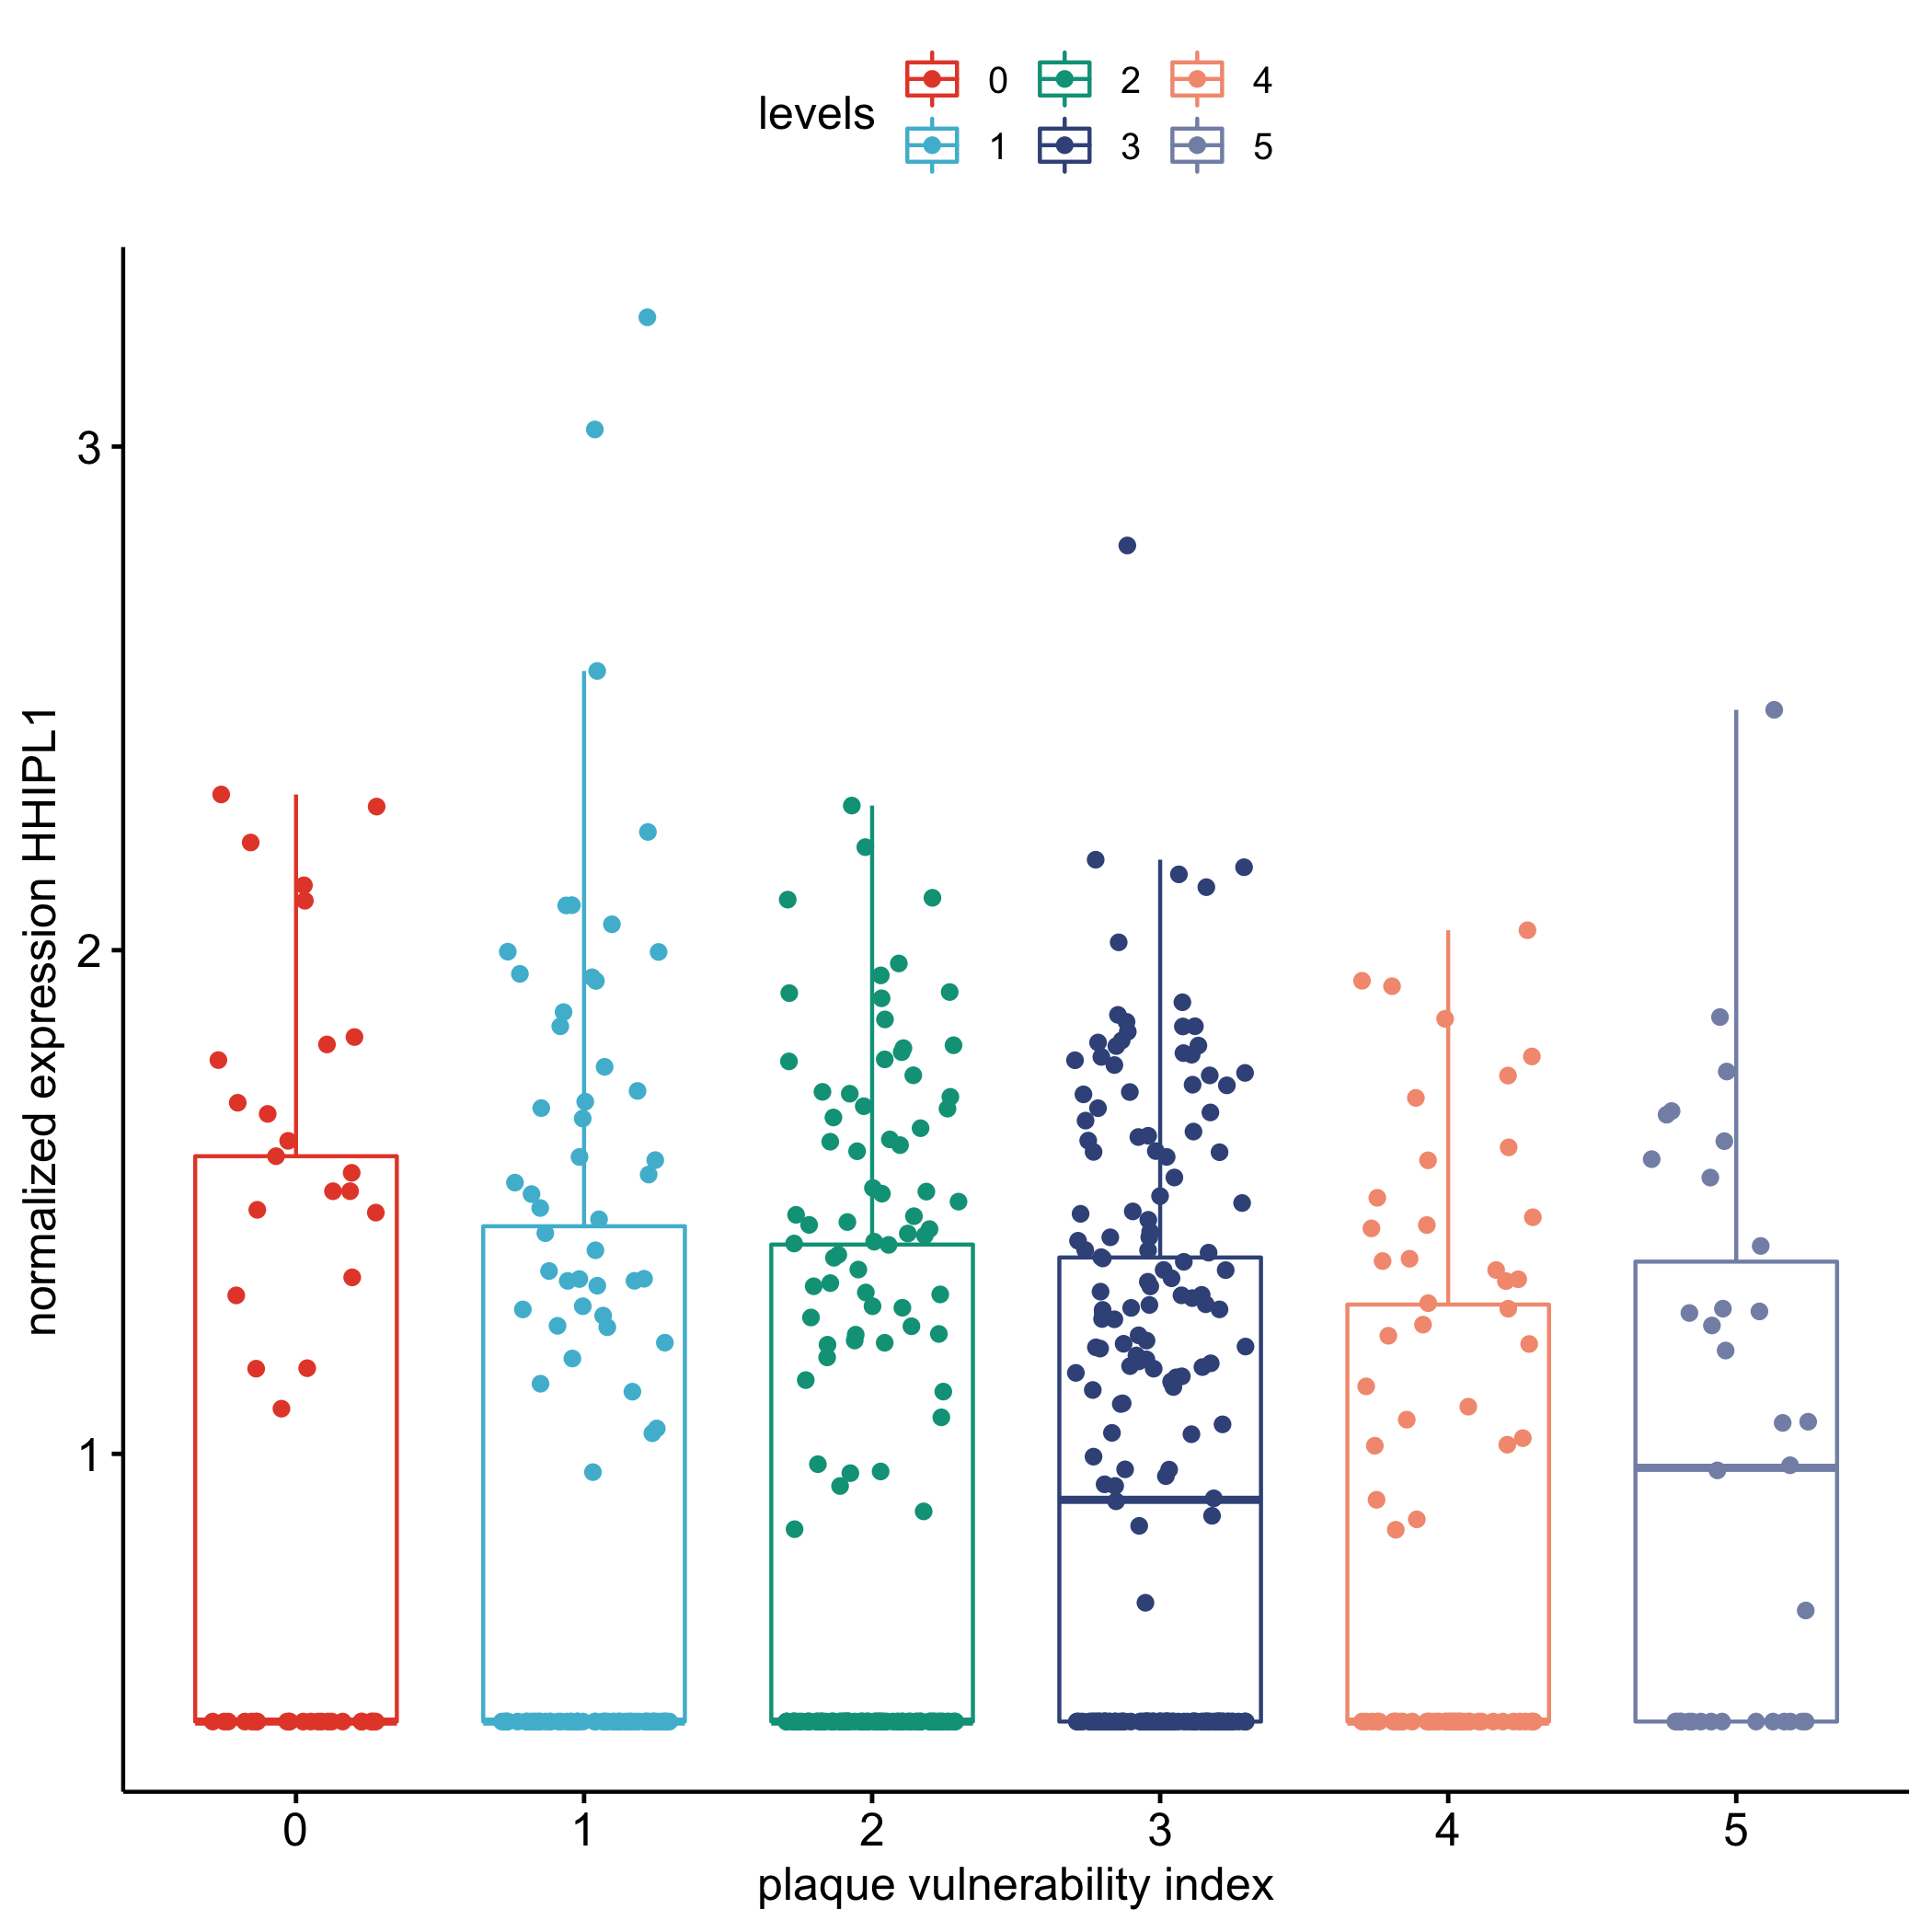 levels
0 2 4
1 3 5
normalized expression HHIPL1
3
2
1
0 1 2 3 4 5
plaque vulnerability index